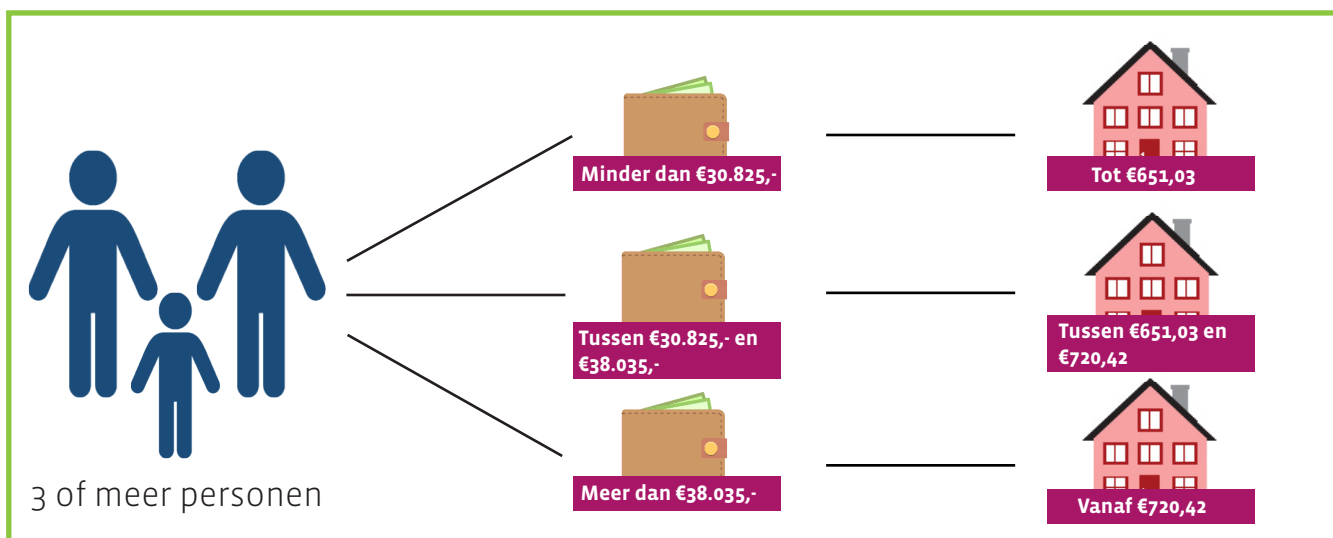 Minder dan €30.825,-
Tot €651,03
Tussen €30.825,- en
€38.035,-
Tussen €651,03 en
€720,42
Meer dan €38.035,-
Vanaf €720,42
3 of meer personen